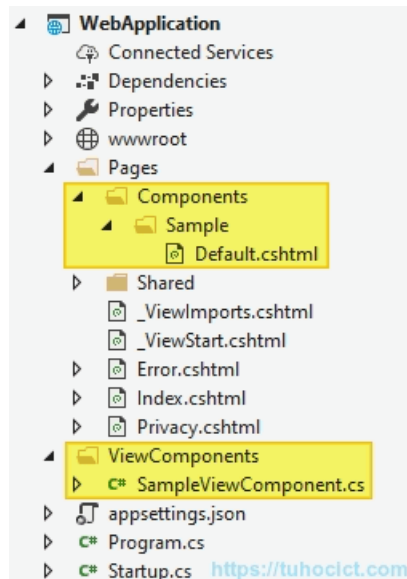 WebApplication
Connected Services
Dependencies
Properties
wwwroot
Pages
Components
Sample
Default.cshtml
Shared
_ViewImports.cshtml
_ViewStart.cshtml
Error.cshtml
Index.cshtml
Privacy.cshtml
ViewComponents
C# SampleViewComponent.cs
appsettings.json
C# Program.cs
C# Startup.cs https://tuhocict.com